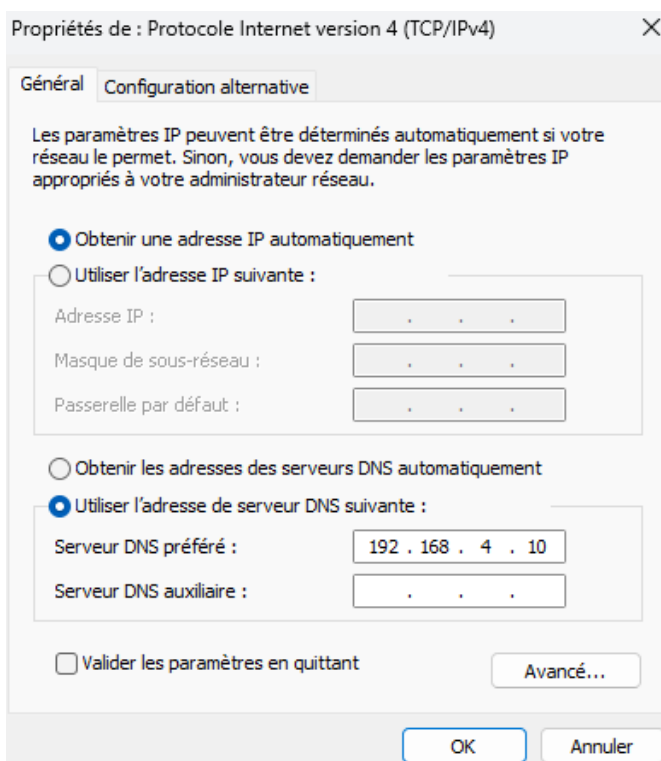 Propriétés de : Protocole Internet version 4 (TCP/IPv4)
Général
Configuration alternative
Les paramètres IP peuvent être déterminés automatiquement si votre
réseau le permet. Sinon, vous devez demander les paramètres IP
appropriés à votre administrateur réseau.
Obtenir une adresse IP automatiquement
Utiliser l’adresse IP suivante :
Adresse IP :
Masque de sous-réseau :
Passerelle par défaut :
Obtenir les adresses des serveurs DNS automatiquement
Utiliser l’adresse de serveur DNS suivante :
Serveur DNS préféré : 192 . 168 . 4 . 10
Serveur DNS auxiliaire :
Valider les paramètres en quittant
Avancé...
OK
Annuler